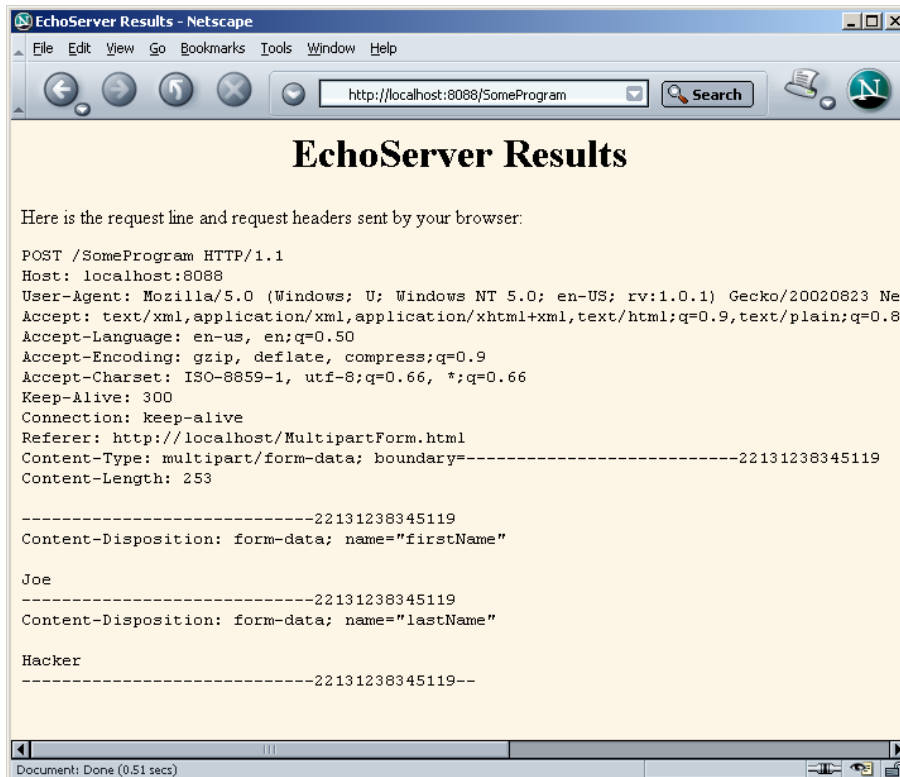 EchoServer Results - Netscape
File Edit View Go Bookmarks Tools Window Help
http://localhost:8088/SomeProgram Search N
EchoServer Results
Here is the request line and request headers sent by your browser:
POST /SomeProgram HTTP/1.1
Host: localhost:8088
User-Agent: Mozilla/5.0 (Windows; U; Windows NT 5.0; en-US; rv:1.0.1) Gecko/20020823 Ne
Accept: text/xml,application/xml,application/xhtml+xml,text/html;q=0.9,text/plain;q=0.8
Accept-Language: en-us, en;q=0.50
Accept-Encoding: gzip, deflate, compress;q=0.9
Accept-Charset: ISO-8859-1, utf-8;q=0.66, *;q=0.66
Keep-Alive: 300
Connection: keep-alive
Referer: http://localhost/MultipartForm.html
Content-Type: multipart/form-data; boundary=---------------------------22131238345119
Content-Length: 253
-----------------------------22131238345119
Content-Disposition: form-data; name="firstName"
Joe
-----------------------------22131238345119
Content-Disposition: form-data; name="lastName"
Hacker
-----------------------------22131238345119--
Document: Done (0.51 secs)